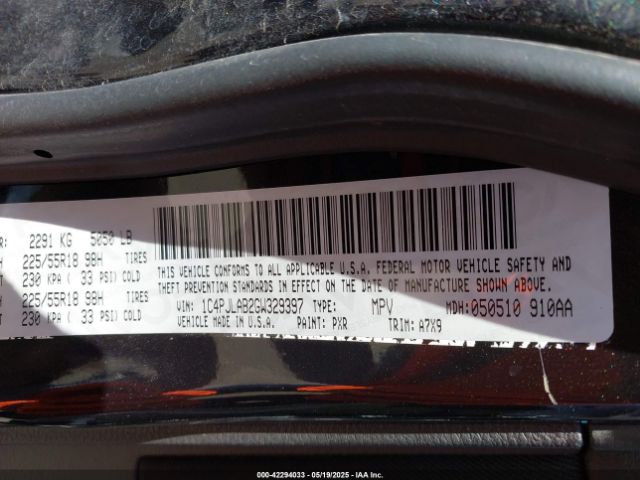 R: 2291 KG 5050 LB
225/55R18 98H TIRES
230 KPA ( 33 PSI) COLD
225/55R18 98H TIRES
230 KPA ( 33 PSI) COLD
THIS VEHICLE CONFORMS TO ALL APPLICABLE U.S.A. FEDERAL MOTOR VEHICLE SAFETY AND
THEFT PREVENTION STANDARDS IN EFFECT ON THE DATE OF MANUFACTURE SHOWN ABOVE.
VIN: 1C4PJLAB2GW329397 TYPE: MPV MDH:050510 910AA
VEHICLE MADE IN U.S.A. PAINT: PXR TRIM: A7X9
000-42294033 - 05/19/2025 - IAA Inc.